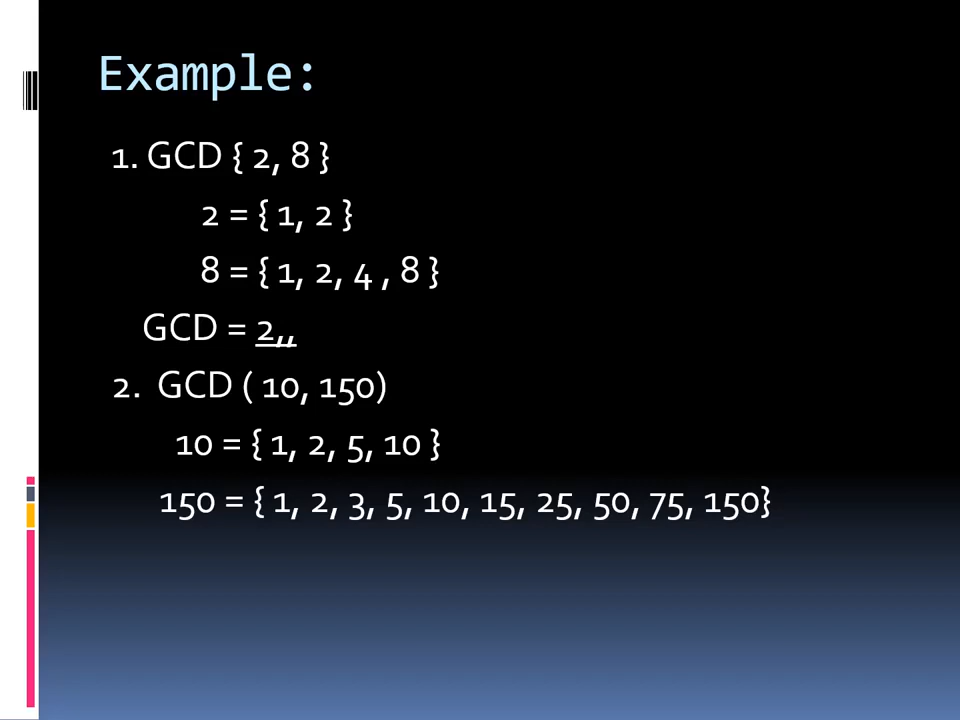 Example:
1. GCD { 2, 8 }
2 = { 1, 2 }
8 = { 1, 2, 4 , 8 }
GCD = 2,,
2. GCD ( 10, 150)
10 = { 1, 2, 5, 10 }
150 = { 1, 2, 3, 5, 10, 15, 25, 50, 75, 150}